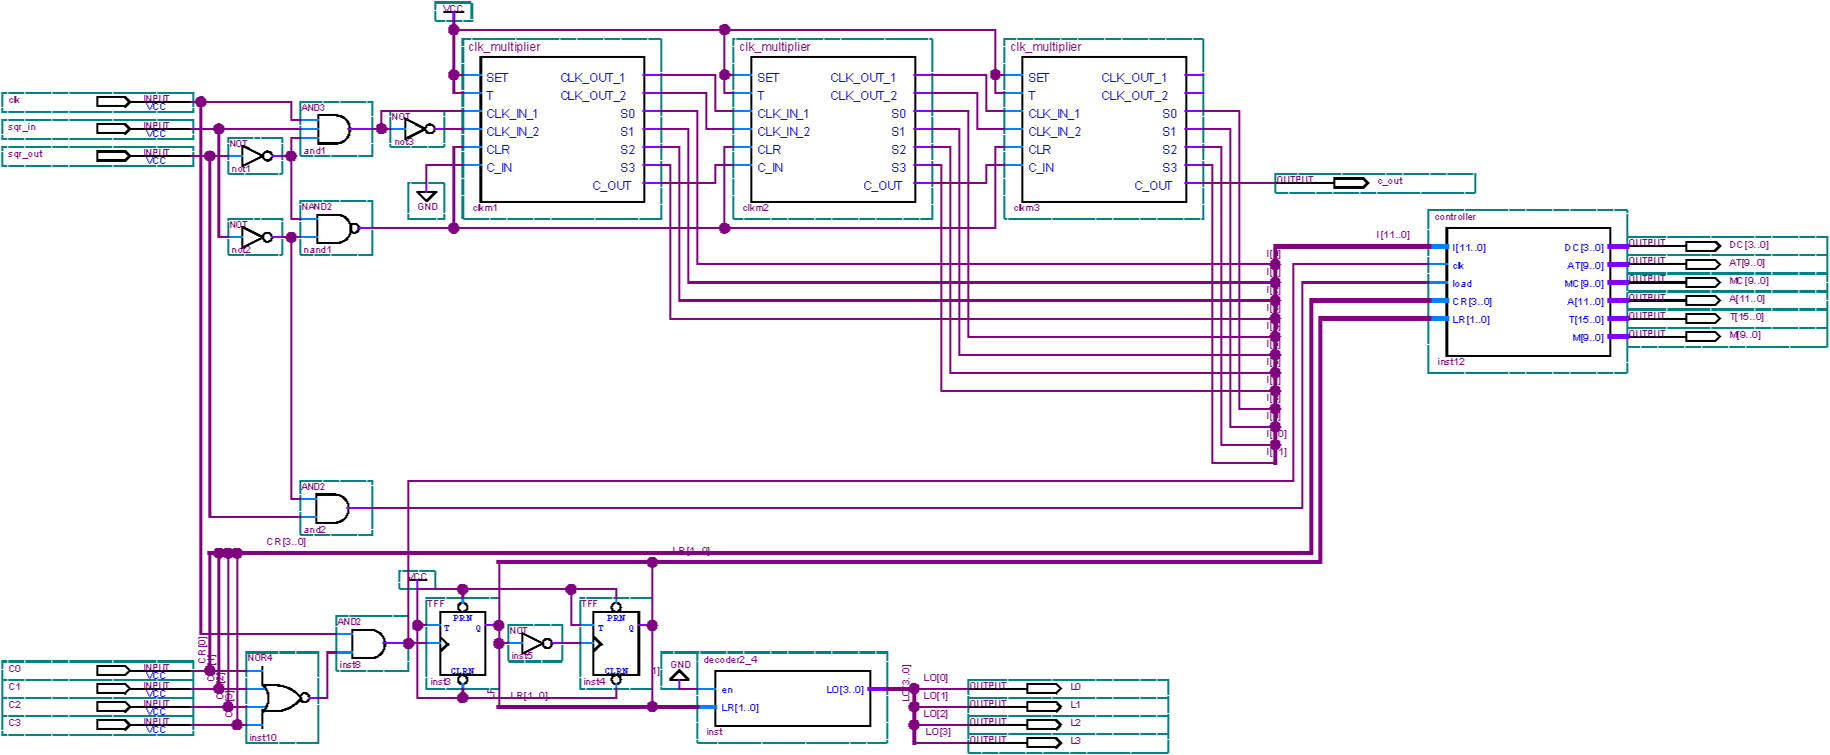 VCC
clk_multiplier clk_multiplier clk_multiplier
SET CLK_OUT_1 SET CLK_OUT_1 SET CLK_OUT_1
T CLK_OUT_2 T CLK_OUT_2 T CLK_OUT_2
CLK_IN_1 S0 CLK_IN_1 S0 CLK_IN_1 S0
CLK_IN_2 S1 CLK_IN_2 S1 CLK_IN_2 S1
CLR S2 CLR S2 CLR S2
C_IN S3 C_IN S3 C_IN S3
C_OUT C_OUT C_OUT
clkm1 clkm2 clkm3
clk INPUT
VCC
sqr_in INPUT
VCC
sqr_out INPUT
VCC
AND3
and1
NOT
not1
NOT
not3
GND
NAND2
nand1
NOT
not2
OUTPUT c_out
I[11..0]
controller
I[11..0] DC[3..0]
clk AT[9..0]
load MC[9..0]
CR[3..0] A[11..0]
LR[1..0] T[15..0]
M[9..0]
inst12
OUTPUT DC[3..0]
OUTPUT AT[9..0]
OUTPUT MC[9..0]
OUTPUT A[11..0]
OUTPUT T[15..0]
OUTPUT M[9..0]
AND2
and2
CR[3..0]
LR[1..0]
VCC
TFF
PRN
T Q
CLRN
inst3
NOT
inst5
TFF
PRN
T Q
CLRN
inst4
LR[1..0]
AND2
inst8
CR[0]
C0 INPUT
VCC
C1 INPUT
VCC
C2 INPUT
VCC
C3 INPUT
VCC
NOR4
inst10
GND
decoder2_4
en LO[3..0]
LR[1..0]
inst
LO[3..0]
LO[0] OUTPUT L0
LO[1] OUTPUT L1
LO[2] OUTPUT L2
LO[3] OUTPUT L3